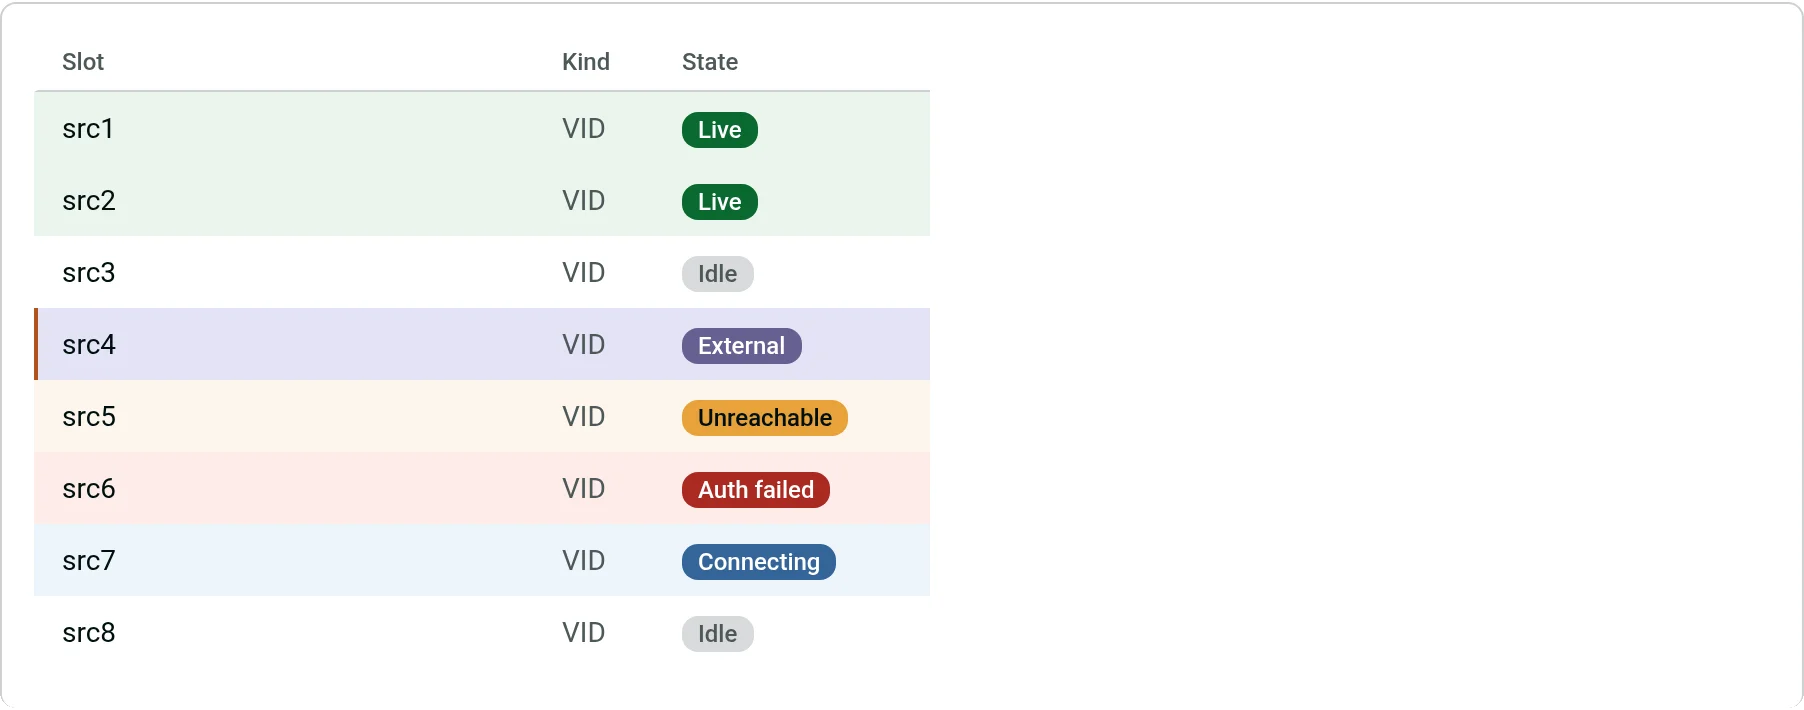 Slot Kind State
src1 VID Live
src2 VID Live
src3 VID Idle
src4 VID External
src5 VID Unreachable
src6 VID Auth failed
src7 VID Connecting
src8 VID Idle